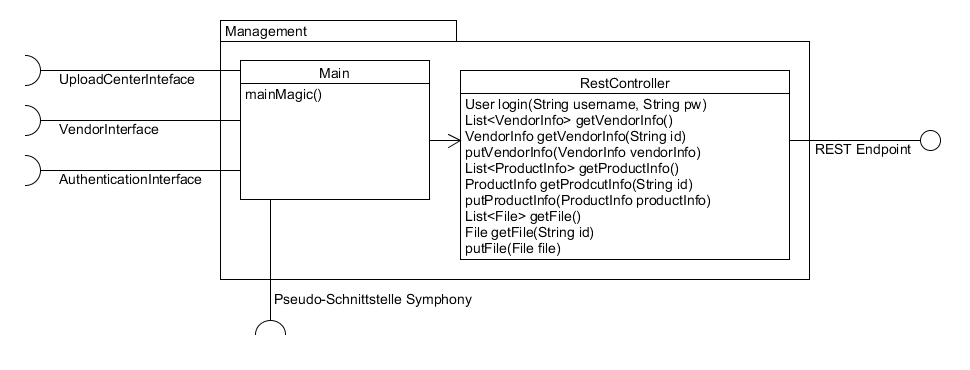 Management
UploadCenterInteface
VendorInterface
AuthenticationInterface
Main
mainMagic()
RestController
User login(String username, String pw)
List<VendorInfo> getVendorInfo()
VendorInfo getVendorInfo(String id)
putVendorInfo(VendorInfo vendorInfo)
List<ProductInfo> getProductInfo()
ProductInfo getProdcutInfo(String id)
putProductInfo(ProductInfo productInfo)
List<File> getFile()
File getFile(String id)
putFile(File file)
REST Endpoint
Pseudo-Schnittstelle Symphony